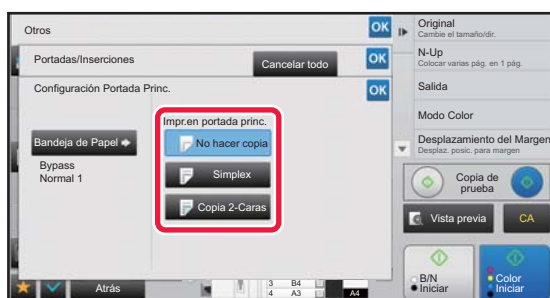 Otros
OK
Portadas/Inserciones
Cancelar todo
OK
Configuración Portada Princ.
OK
Impr.en portada princ.
Bandeja de Papel
Bypass
Normal 1
No hacer copia
Simplex
Copia 2-Caras
Atrás
3 B4
4 A3
A4
Original
Cambie el tamaño/dir.
N-Up
Colocar varias pág. en 1 pág.
Salida
Modo Color
Desplazamiento del Margen
Desplaz. posic. para margen
Copia de
prueba
Vista previa
CA
B/N
Iniciar
Color
Iniciar